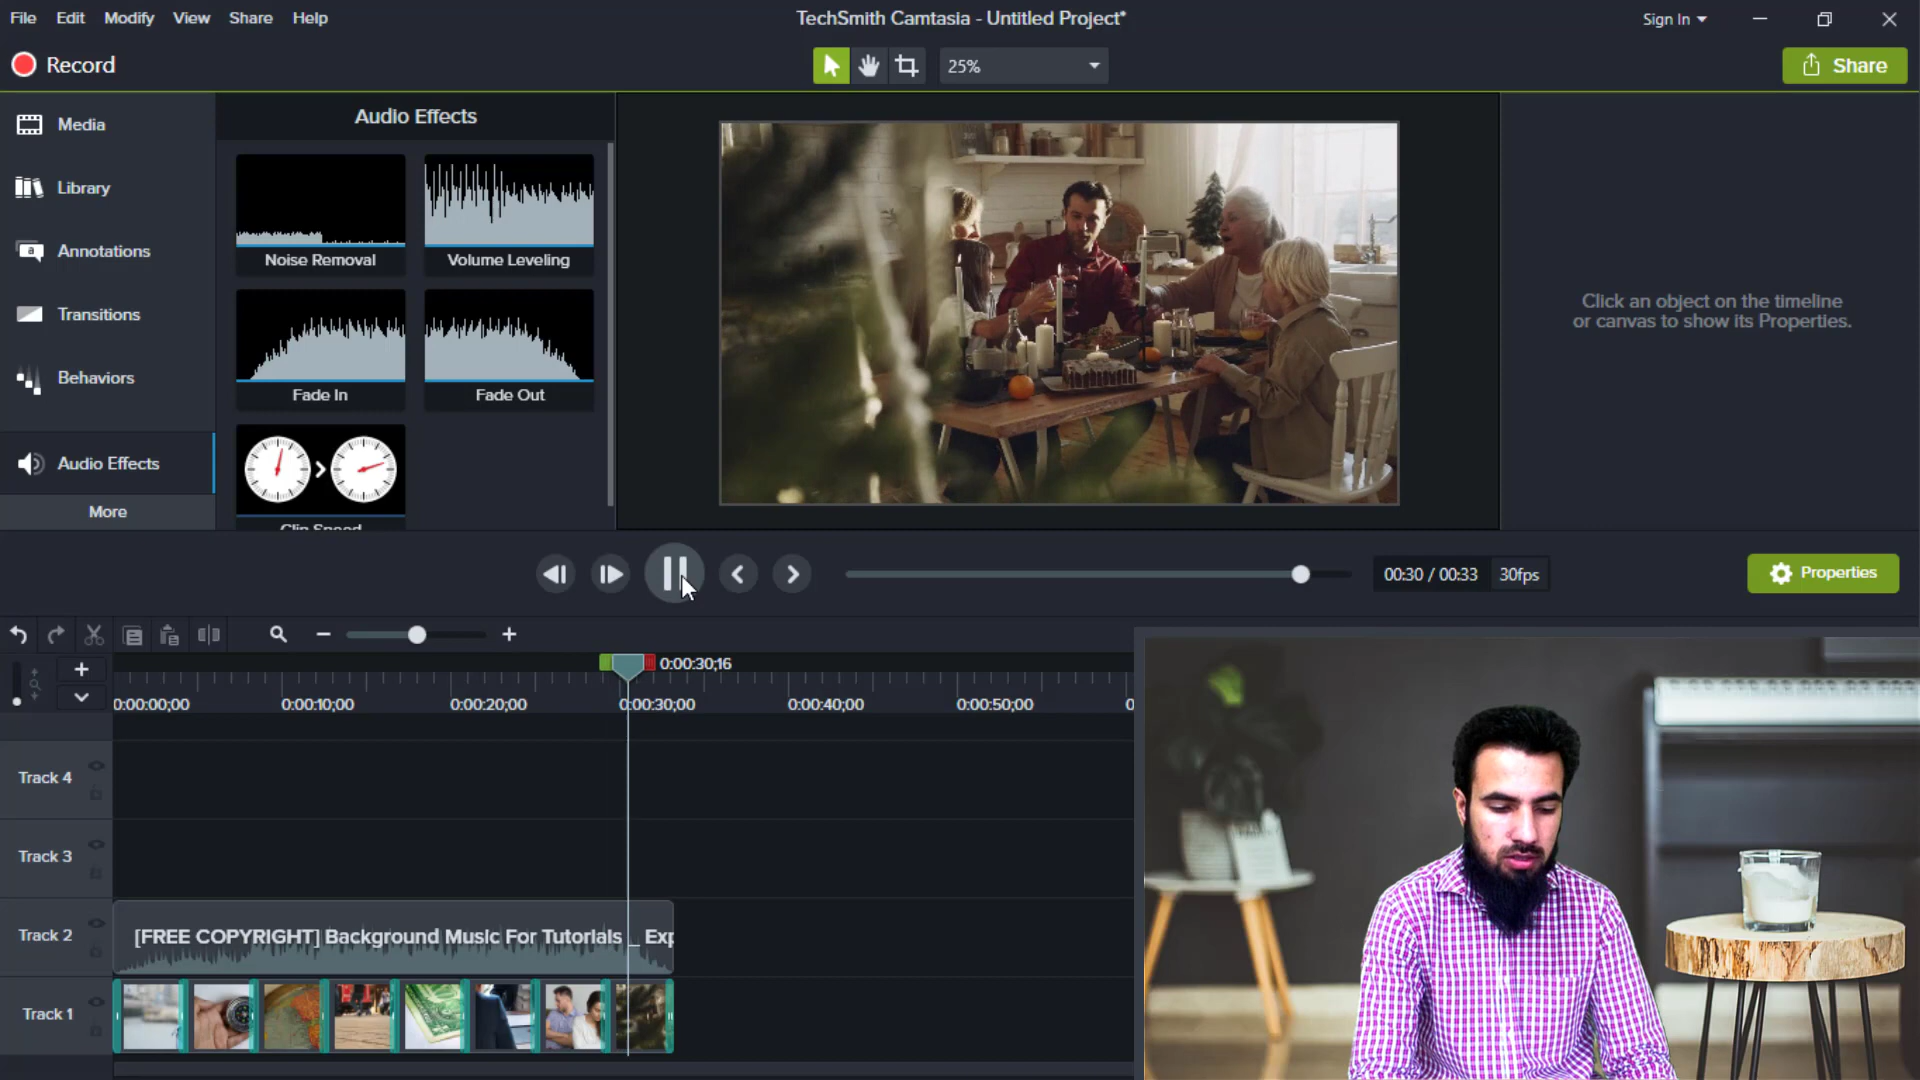 File Edit Modify View Share Help
TechSmith Camtasia - Untitled Project*
Sign In
Record
25%
Share
Media
Library
Annotations
Transitions
Behaviors
Audio Effects
More
Audio Effects
Noise Removal
Volume Leveling
Fade In
Fade Out
Clip Speed
Click an object on the timeline
or canvas to show its Properties.
00:30 / 00:33 30fps
Properties
0:00:30;16
0:00:00;00 0:00:10;00 0:00:20;00 0:00:30;00 0:00:40;00 0:00:50;00 0
Track 4
Track 3
Track 2
[FREE COPYRIGHT] Background Music For Tutorials _ Exp
Track 1